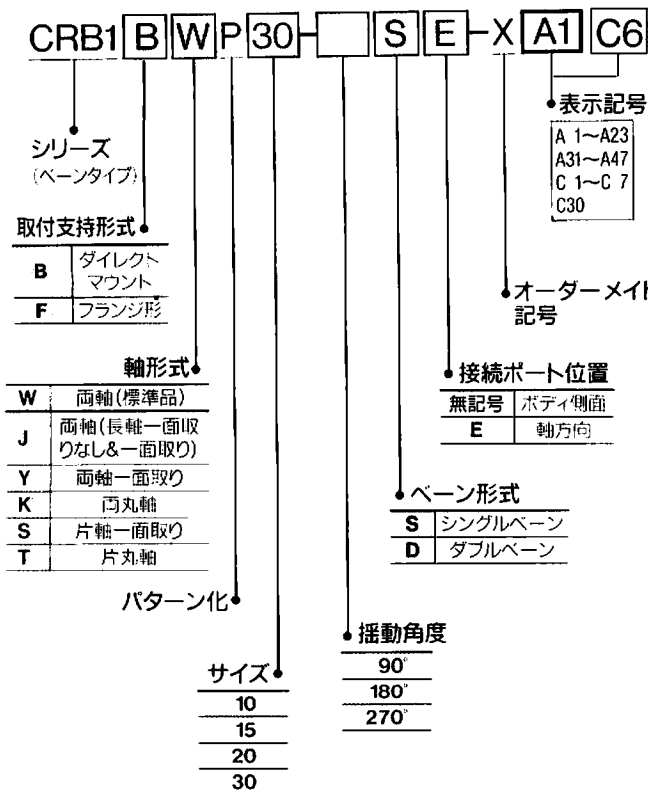 CRB1 B W P 30- S E -X A1 C6
表示記号
A 1～A23
A31～A47
C 1～C 7
C30
シリーズ
(ベーンタイプ)
取付支持形式
B ダイレクト
マウント
F フランジ形
オーダーメイド
記号
軸形式
W 両軸(標準品)
J 両軸(長軸一面取
りなし&一面取り)
Y 両軸一面取り
K 両丸軸
S 片軸一面取り
T 片丸軸
接続ポート位置
無記号 ボディ側面
E 軸方向
ベーン形式
S シングルベーン
D ダブルベーン
パターン化
サイズ
10
15
20
30
揺動角度
90°
180°
270°